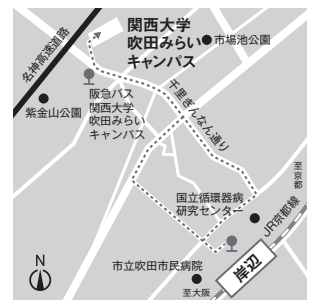 関西大学
吹田みらい
キャンパス
市場池公園
名神高速道路
紫金山公園
阪急バス
関西大学
吹田みらい
キャンパス
千里ぎんなん通り
至京都
国立循環器病
研究センター
JR京都線
N
市立吹田市民病院
岸辺
至大阪